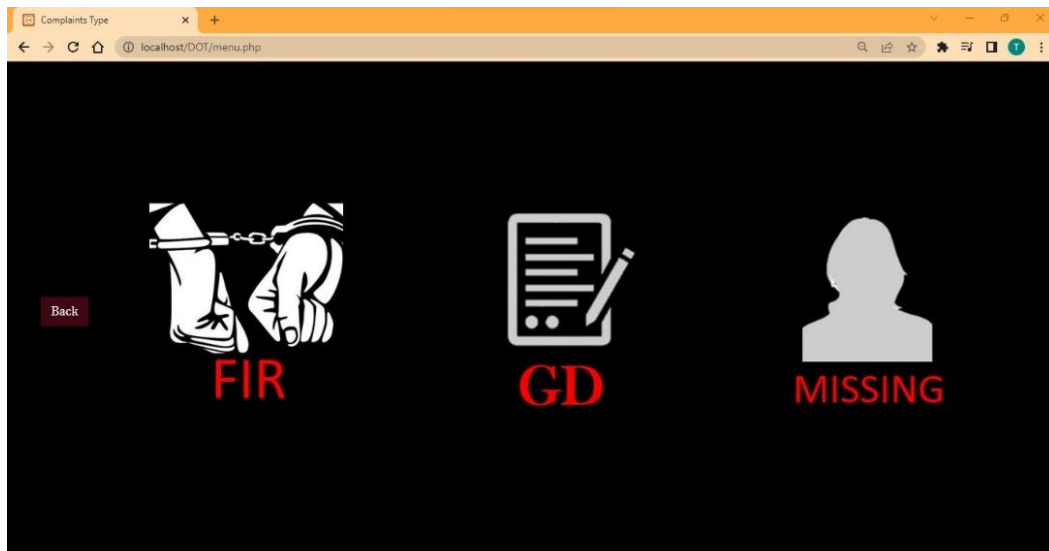 Complaints Type
localhost/DOT/menu.php
T
Back
FIR
GD
MISSING